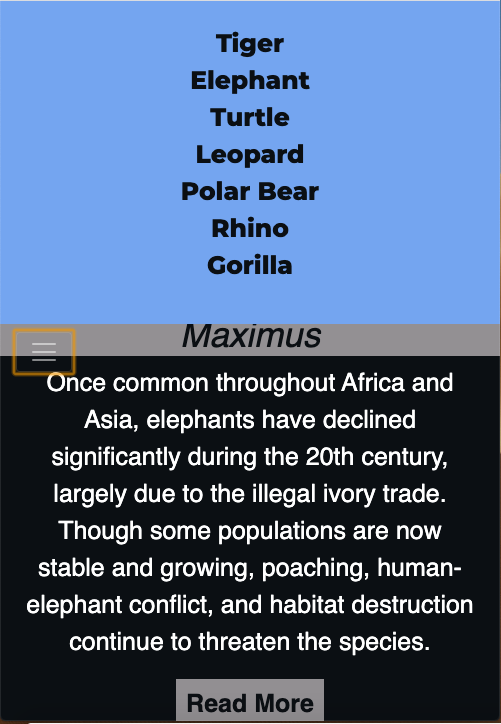 Tiger
Elephant
Turtle
Leopard
Polar Bear
Rhino
Gorilla
Maximus
Once common throughout Africa and
Asia, elephants have declined
significantly during the 20th century,
largely due to the illegal ivory trade.
Though some populations are now
stable and growing, poaching, human-
elephant conflict, and habitat destruction
continue to threaten the species.
Read More